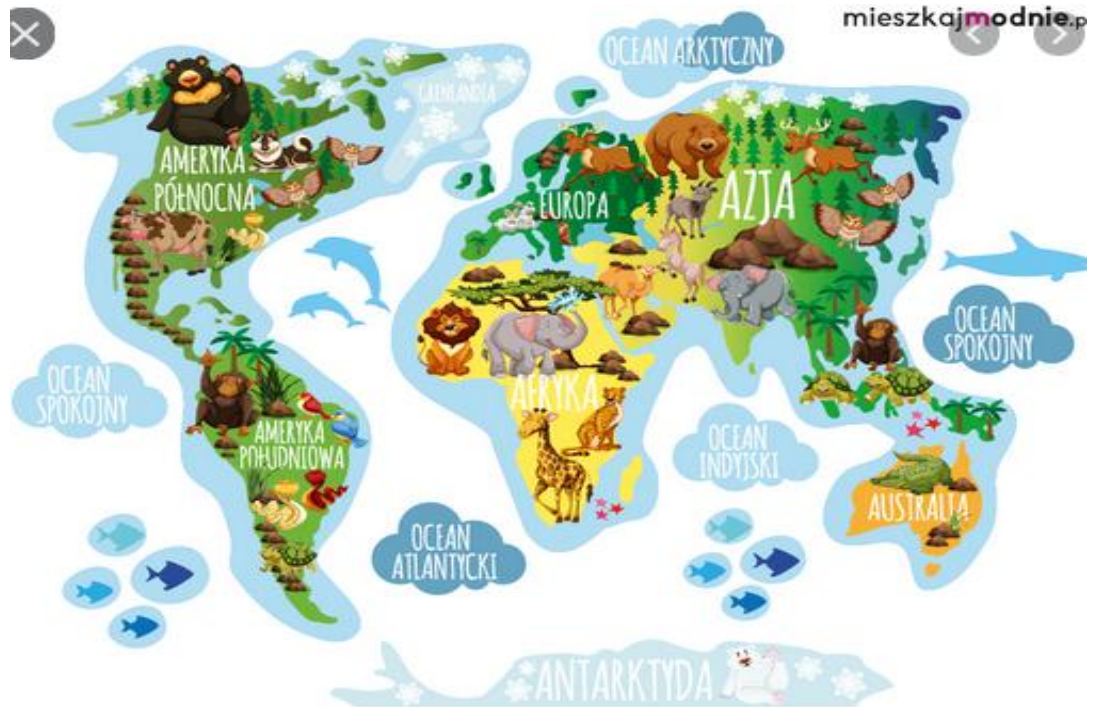 mieszkajmodnie.p
OCEAN ARKTYCZNY
GRENLANDIA
AMERYKA
PÓŁNOCNA
EUROPA
AZJA
OCEAN
SPOKOJNY
OCEAN
SPOKOJNY
AFRYKA
AMERYKA
POŁUDNIOWA
OCEAN
INDYJSKI
AUSTRALIA
OCEAN
ATLANTYCKI
ANTARKTYDA